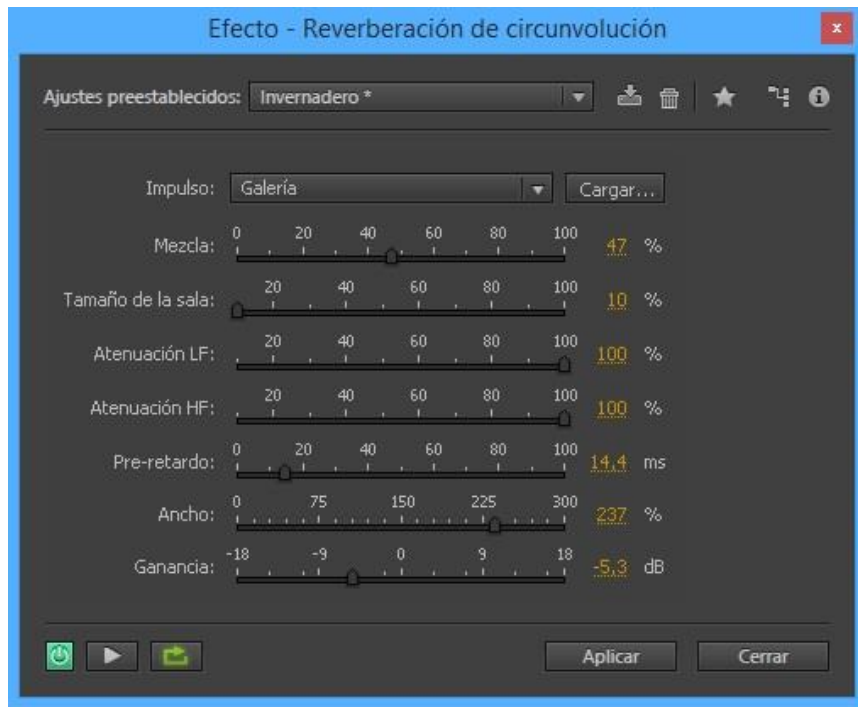 Efecto - Reverberación de circunvolución
x
Ajustes preestablecidos: Invernadero *
Impulso: Galería Cargar...
0 20 40 60 80 100
Mezcla: 47 %
20 40 60 80 100
Tamaño de la sala: 10 %
20 40 60 80 100
Atenuación LF: 100 %
20 40 60 80 100
Atenuación HF: 100 %
0 20 40 60 80 100
Pre-retardo: 14,4 ms
0 75 150 225 300
Ancho: 237 %
-18 -9 0 9 18
Ganancia: -5,3 dB
Aplicar Cerrar